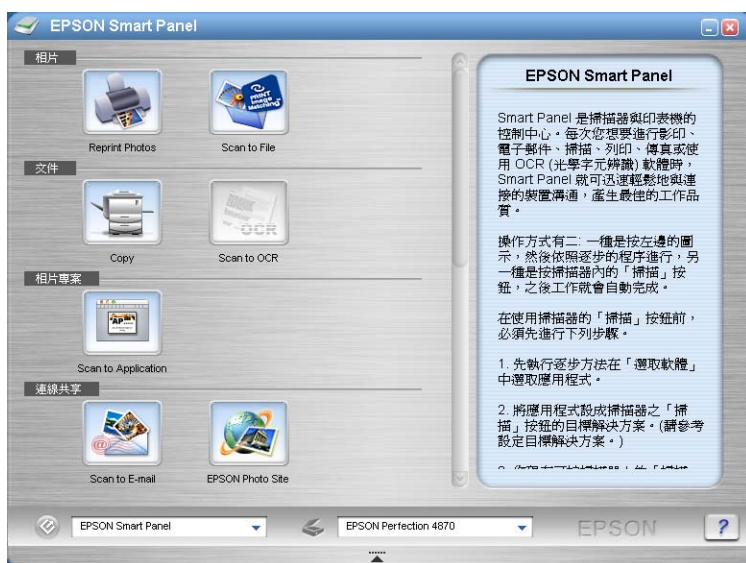 EPSON Smart Panel
相片
Reprint Photos
Scan to File
PRINT
Image
Matching
文件
Copy
Scan to OCR
OCR
相片專案
AP
Scan to Application
連線共享
@
Scan to E-mail
EPSON Photo Site
EPSON Smart Panel
Smart Panel 是掃描器與印表機的
控制中心。每次您想要進行影印、
電子郵件、掃描、列印、傳真或使
用 OCR (光學字元辨識) 軟體時，
Smart Panel 就可迅速輕鬆地與連
接的裝置溝通，產生最佳的工作品
質。
操作方式有二: 一種是按左邊的圖
示，然後依照逐步的程序進行，另
一種是按掃描器內的「掃描」按
鈕，之後工作就會自動完成。
在使用掃描器的「掃描」按鈕前，
必須先進行下列步驟。
1. 先執行逐步方法在「選取軟體」
中選取應用程式。
2. 將應用程式設成掃描器之「掃
描」按鈕的目標解決方案。(請參考
設定目標解決方案。)
EPSON Smart Panel
EPSON Perfection 4870
EPSON
?